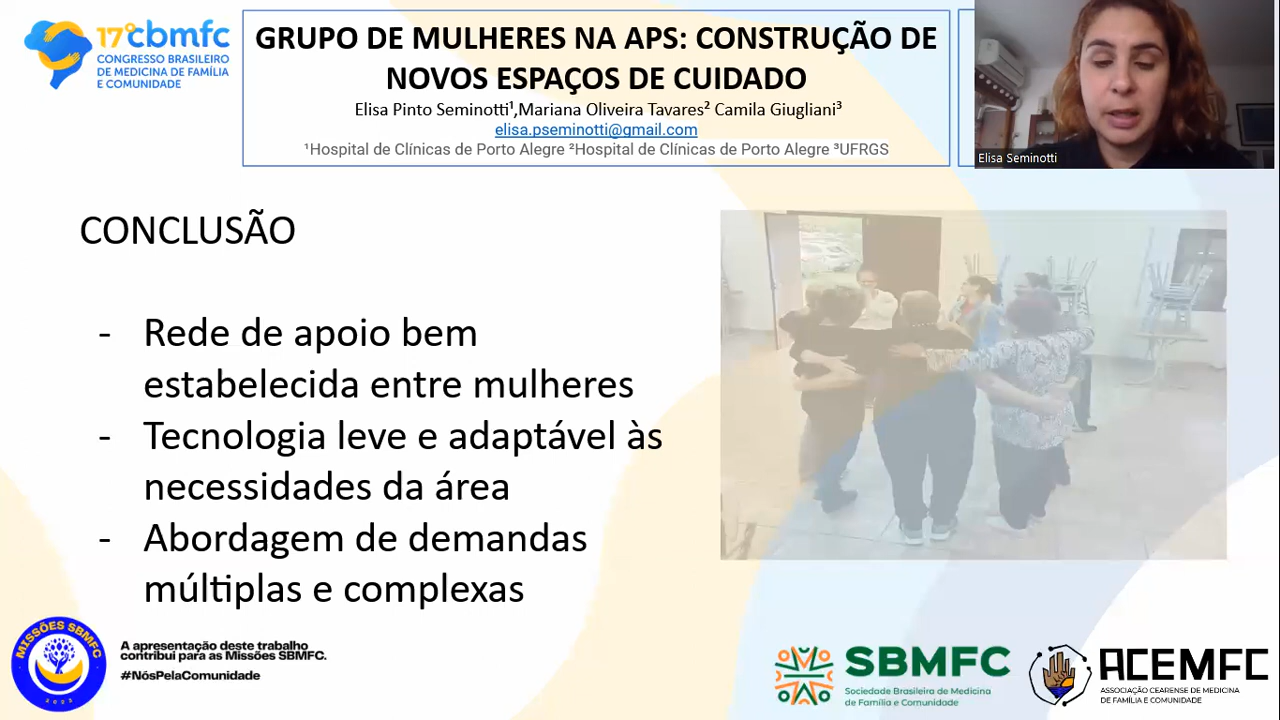 17º cbmfc
CONGRESSO BRASILEIRO
DE MEDICINA DE FAMÍLIA
E COMUNIDADE
GRUPO DE MULHERES NA APS: CONSTRUÇÃO DE
NOVOS ESPAÇOS DE CUIDADO
Elisa Pinto Seminotti¹,Mariana Oliveira Tavares² Camila Giugliani³
elisa.pseminotti@gmail.com
¹Hospital de Clínicas de Porto Alegre ²Hospital de Clínicas de Porto Alegre ³UFRGS
Elisa Seminotti
CONCLUSÃO
- Rede de apoio bem
estabelecida entre mulheres
- Tecnologia leve e adaptável às
necessidades da área
- Abordagem de demandas
múltiplas e complexas
MISSÕES SBMFC
2023
A apresentação deste trabalho
contribui para as Missões SBMFC.
#NósPelaComunidade
SBMFC
Sociedade Brasileira de Medicina
de Família e Comunidade
ACEMFC
ASSOCIAÇÃO CEARENSE DE MEDICINA
DE FAMÍLIA E COMUNIDADE